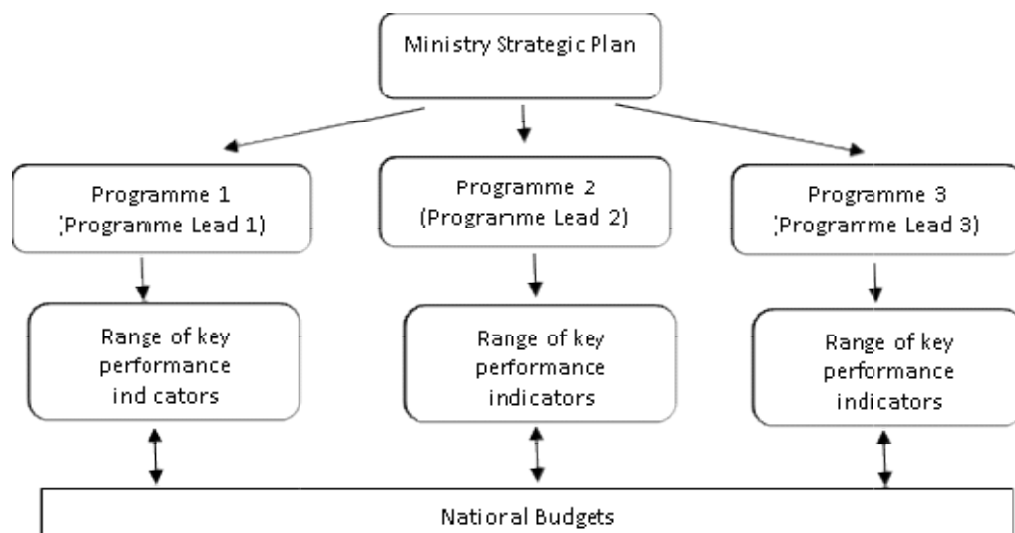 Ministry Strategic Plan
Programme 1
(Programme Lead 1)
Programme 2
(Programme Lead 2)
Programme 3
(Programme Lead 3)
Range of key
performance
ind cators
Range of key
performance
indicators
Range of key
performance
indicators
National Budgets